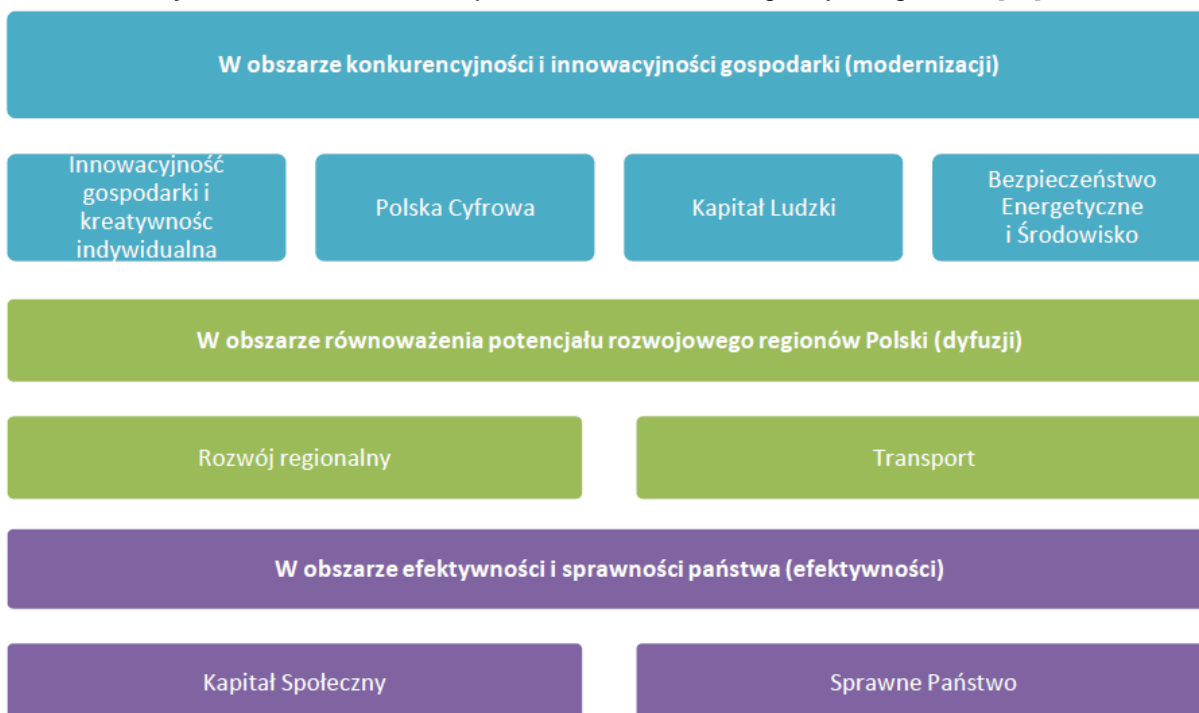 W obszarze konkurencyjności i innowacyjności gospodarki (modernizacji)
Innowacyjność
gospodarki i
kreatywnośc
indywidualna
Polska Cyfrowa
Kapitał Ludzki
Bezpieczeństwo
Energetyczne
i Środowisko
W obszarze równoważenia potencjału rozwojowego regionów Polski (dyfuzji)
Rozwój regionalny
Transport
W obszarze efektywności i sprawności państwa (efektywności)
Kapitał Społeczny
Sprawne Państwo